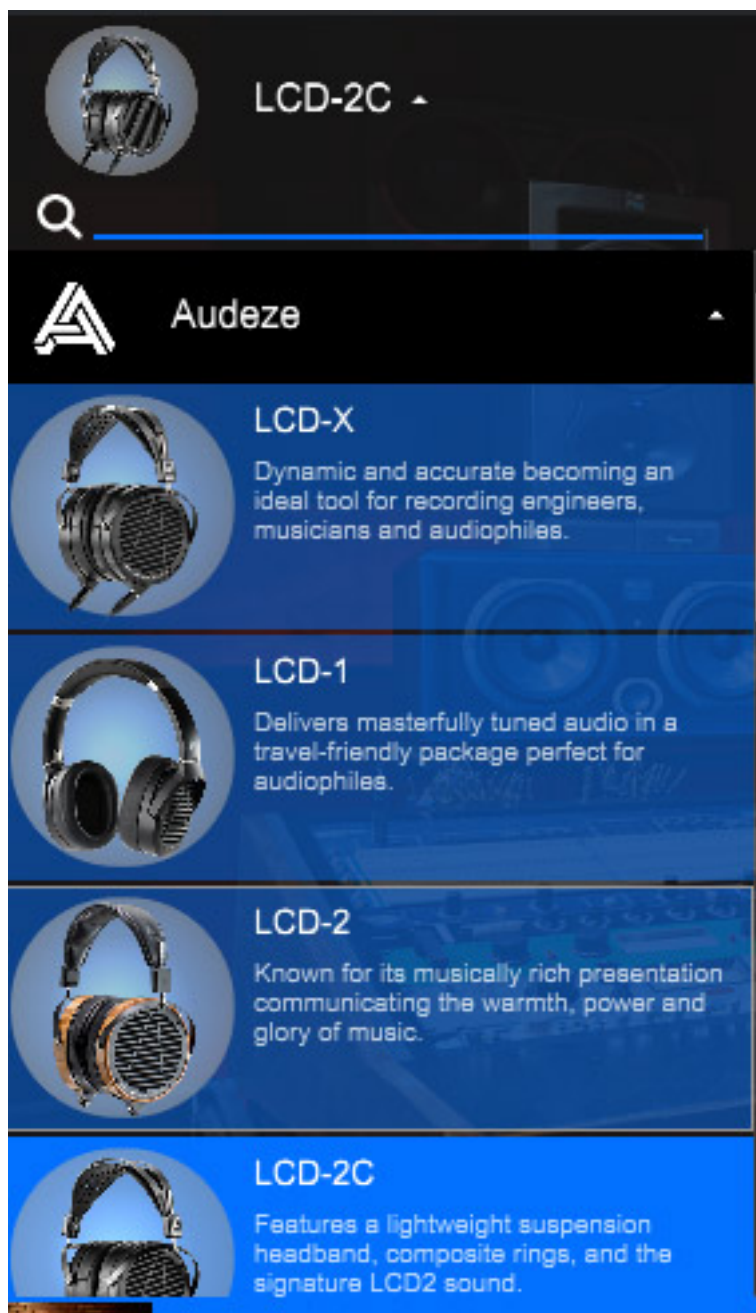 LCD-2C
Audeze
LCD-X
Dynamic and accurate becoming an
ideal tool for recording engineers,
musicians and audiophiles.
LCD-1
Delivers masterfully tuned audio in a
travel-friendly package perfect for
audiophiles.
LCD-2
Known for its musically rich presentation
communicating the warmth, power and
glory of music.
LCD-2C
Features a lightweight suspension
headband, composite rings, and the
signature LCD2 sound.